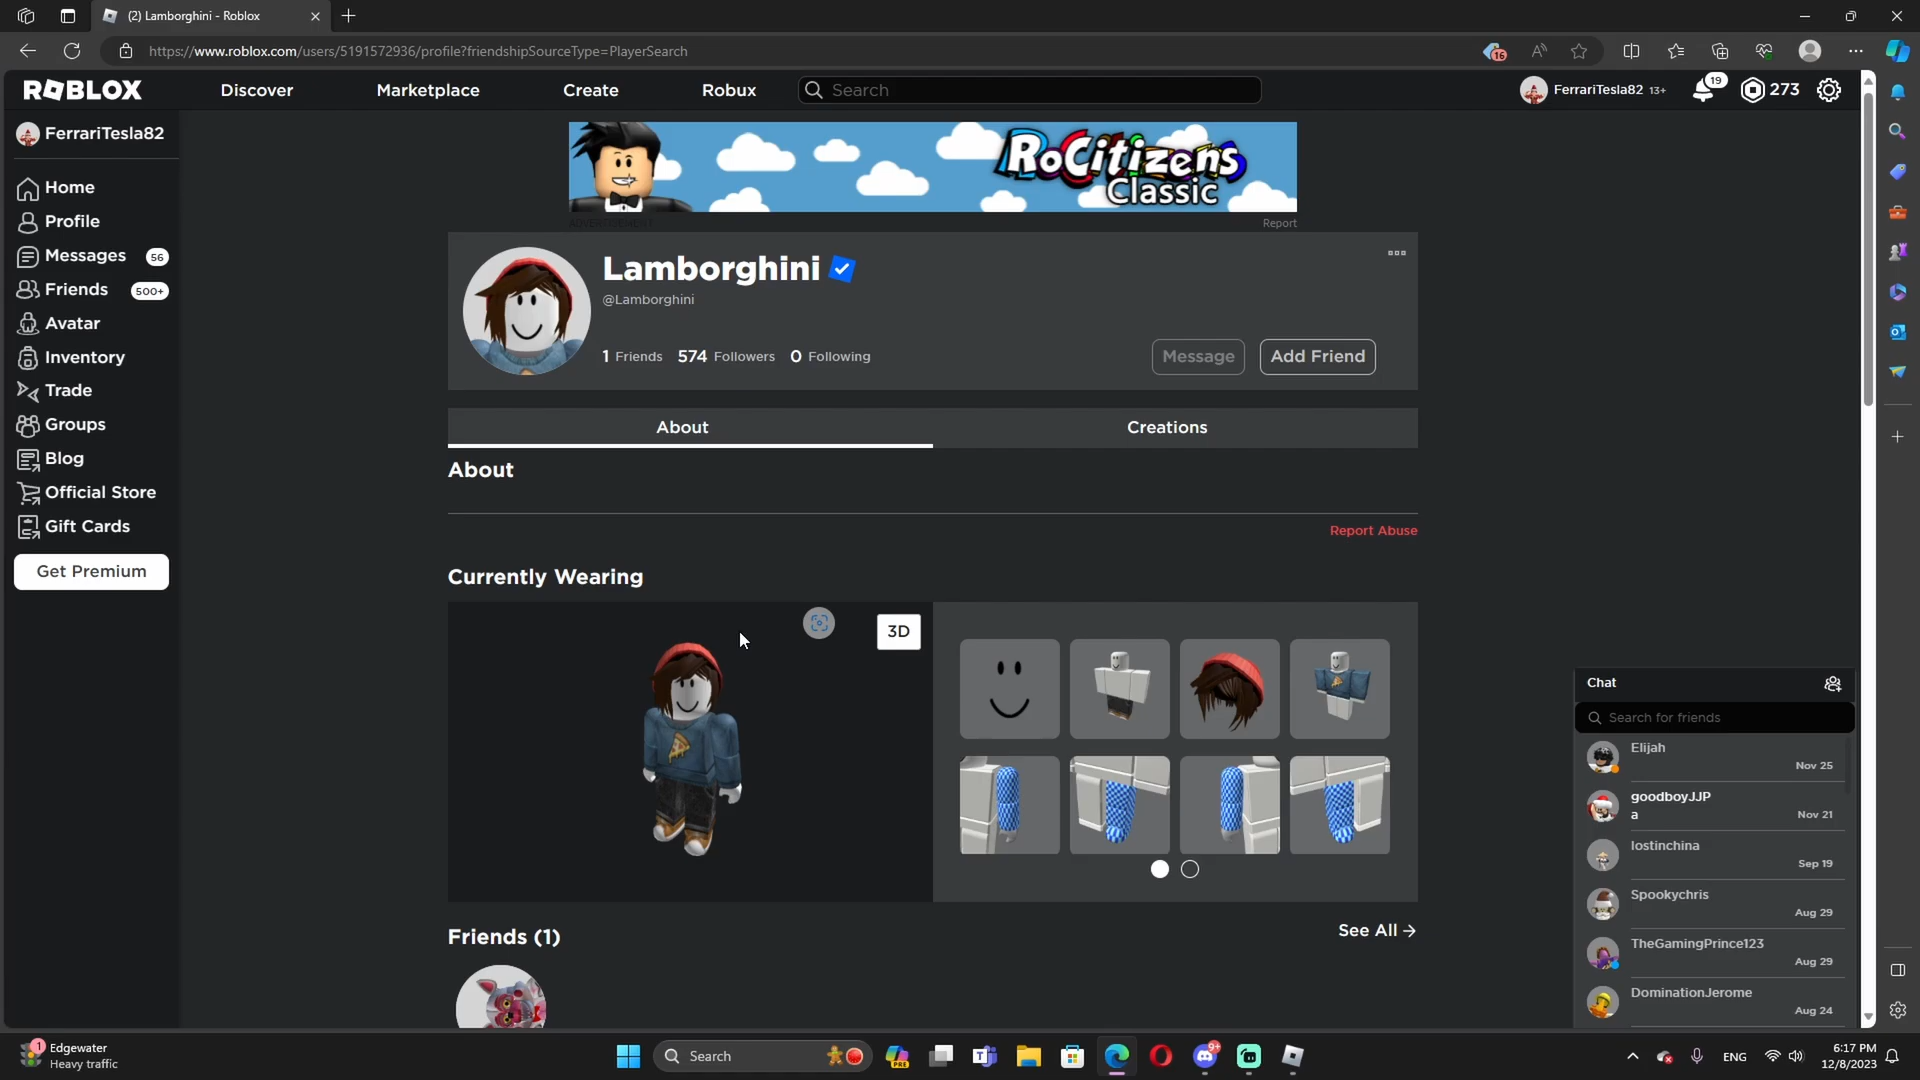 (2) Lamborghini - Roblox
https://www.roblox.com/users/5191572936/profile?friendshipSourceType=PlayerSearch
16
ROBLOX
Discover
Marketplace
Create
Robux
Search
FerrariTesla82 13+
19
273
FerrariTesla82
Home
Profile
Messages 56
Friends 500+
Avatar
Inventory
Trade
Groups
Blog
Official Store
Gift Cards
Get Premium
RoCitizens
Classic
ADVERTISEMENT
Report
Lamborghini
@Lamborghini
1 Friends 574 Followers 0 Following
Message
Add Friend
About
Creations
About
Report Abuse
Currently Wearing
3D
Friends (1)
See All
Chat
Search for friends
Elijah
Nov 25
goodboyJJP
a
Nov 21
lostinchina
Sep 19
Spookychris
Aug 29
TheGamingPrince123
Aug 29
DominationJerome
Aug 24
1
Edgewater
Heavy traffic
Search
PRE
9+
ENG
6:17 PM
12/8/2023